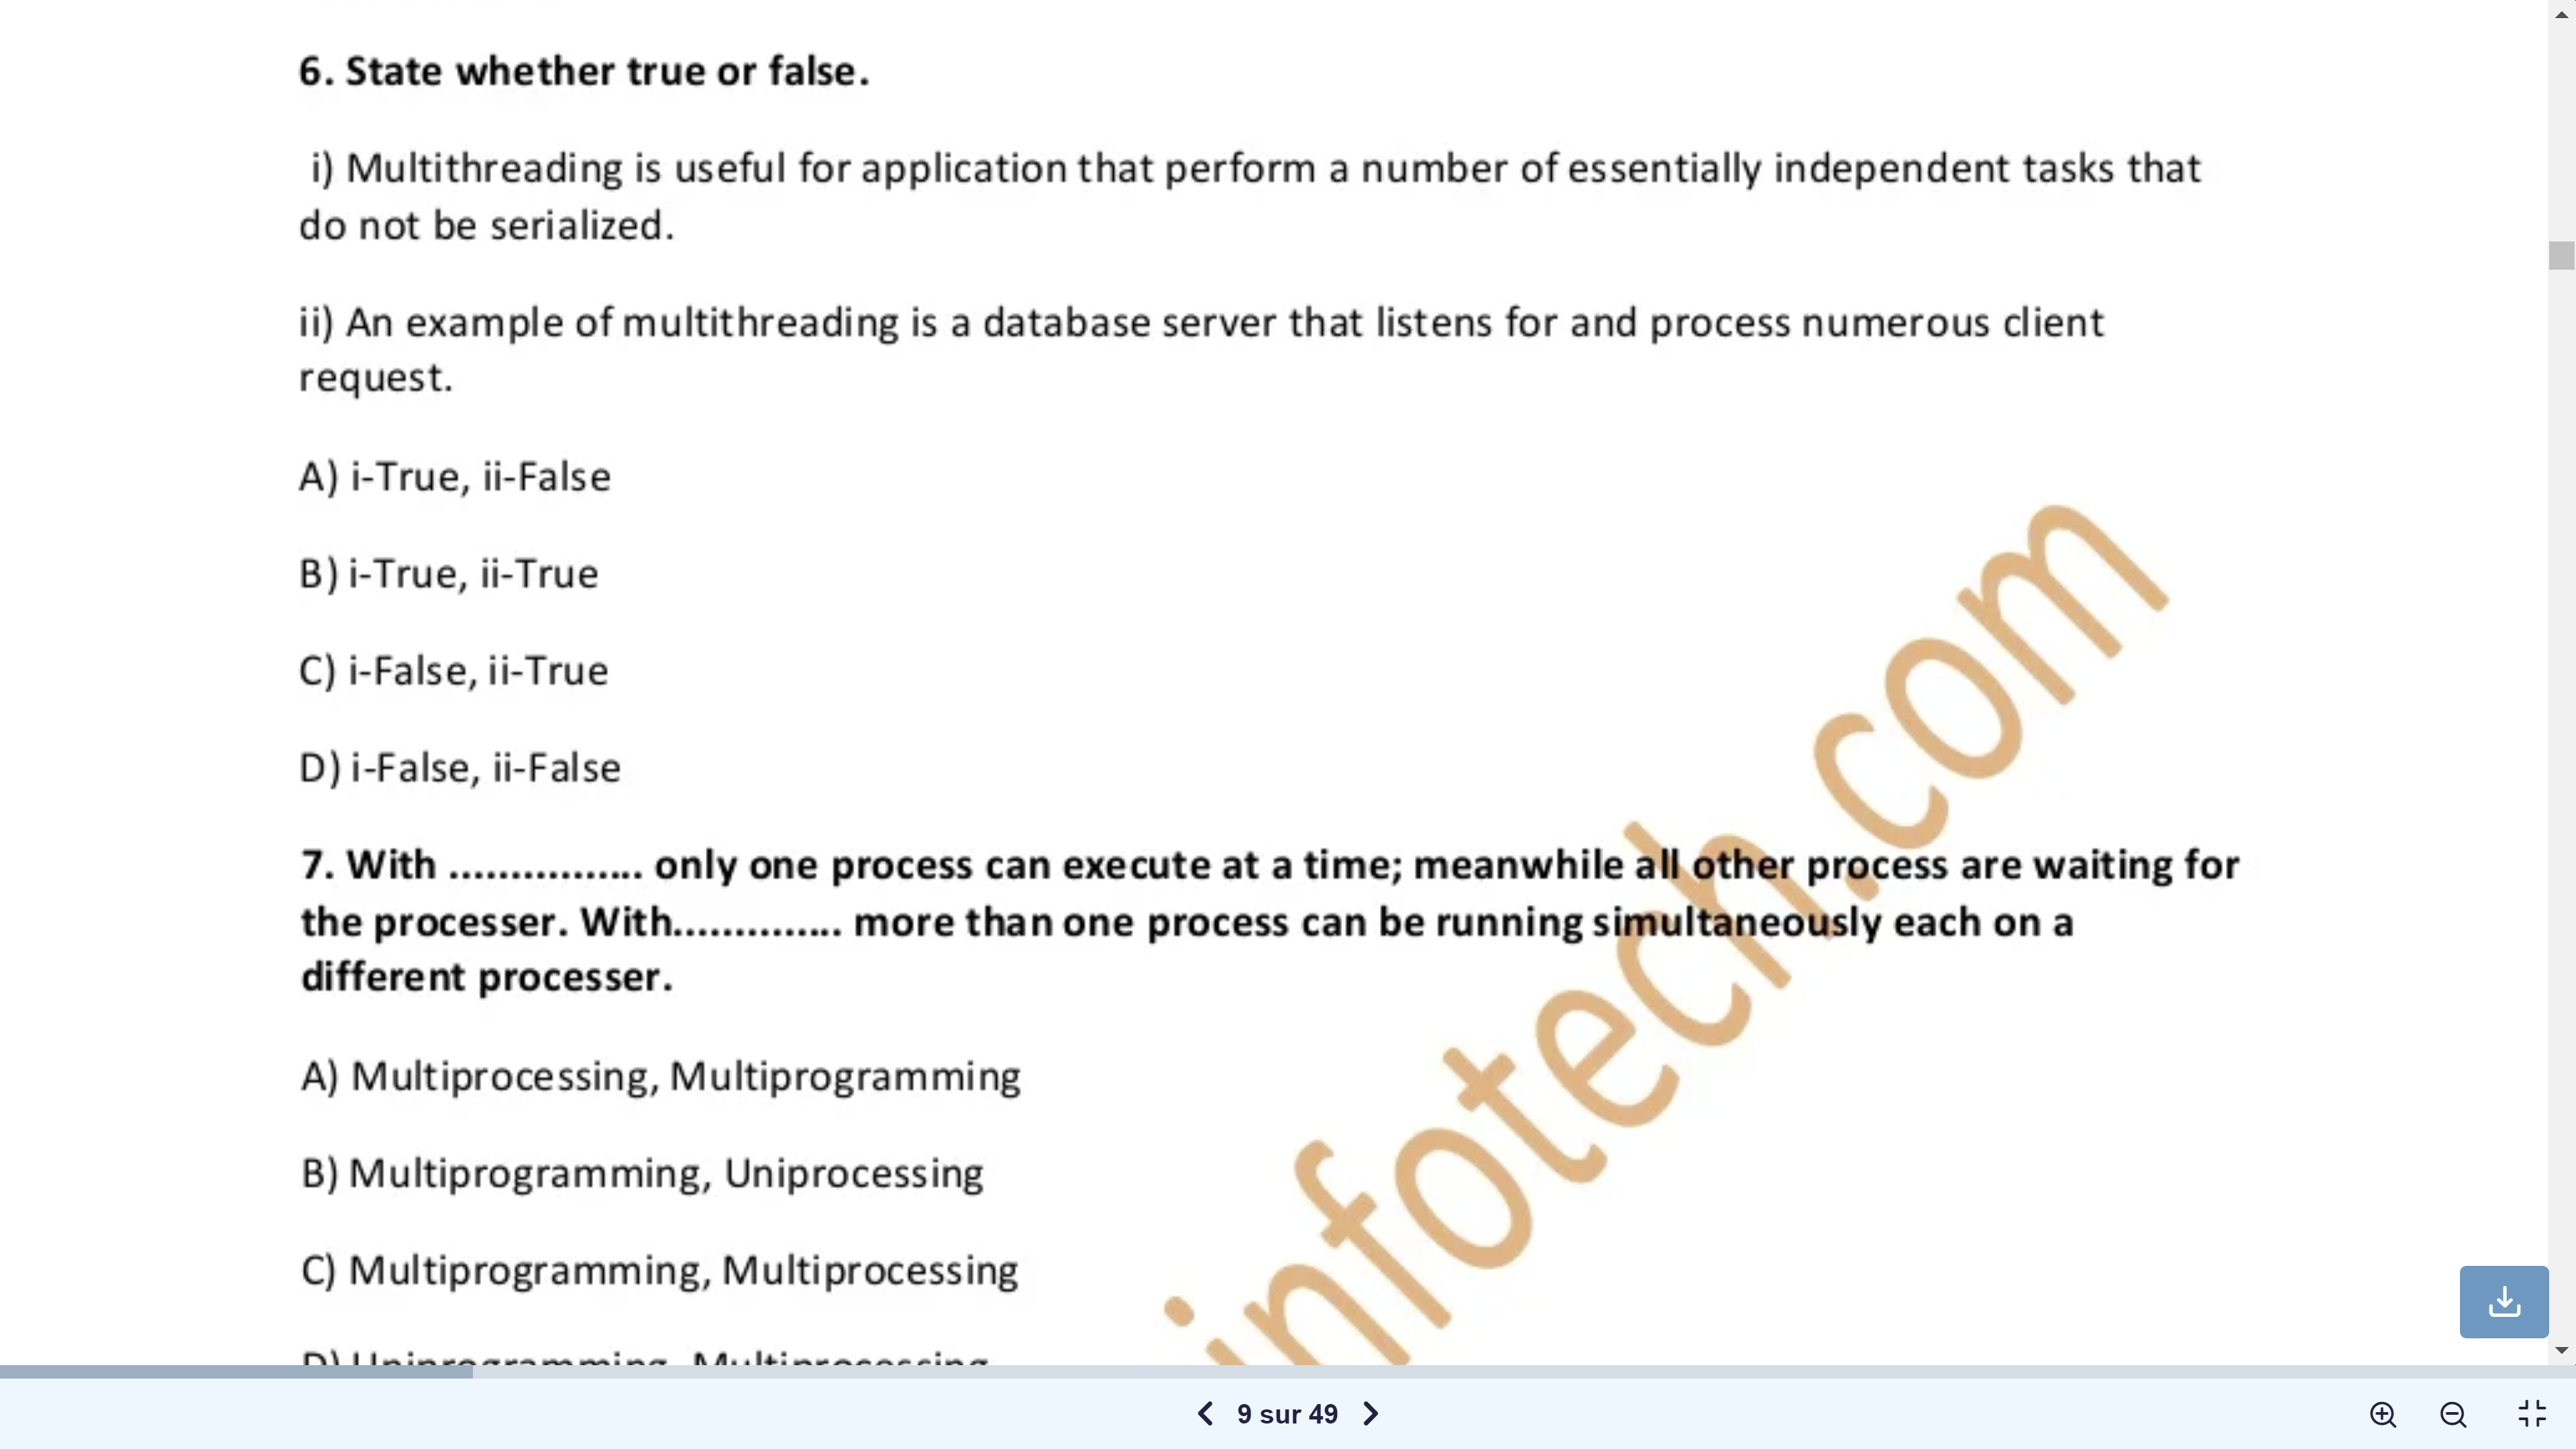 6. State whether true or false.
i) Multithreading is useful for application that perform a number of essentially independent tasks that
do not be serialized.
ii) An example of multithreading is a database server that listens for and process numerous client
request.
A) i-True, ii-False
B) i-True, ii-True
C) i-False, ii-True
D) i-False, ii-False
7. With ................ only one process can execute at a time; meanwhile all other process are waiting for
the processer. With.............. more than one process can be running simultaneously each on a
different processer.
A) Multiprocessing, Multiprogramming
B) Multiprogramming, Uniprocessing
C) Multiprogramming, Multiprocessing
D) Uniprogramming, Multiprocessing
infotech.com
9 sur 49